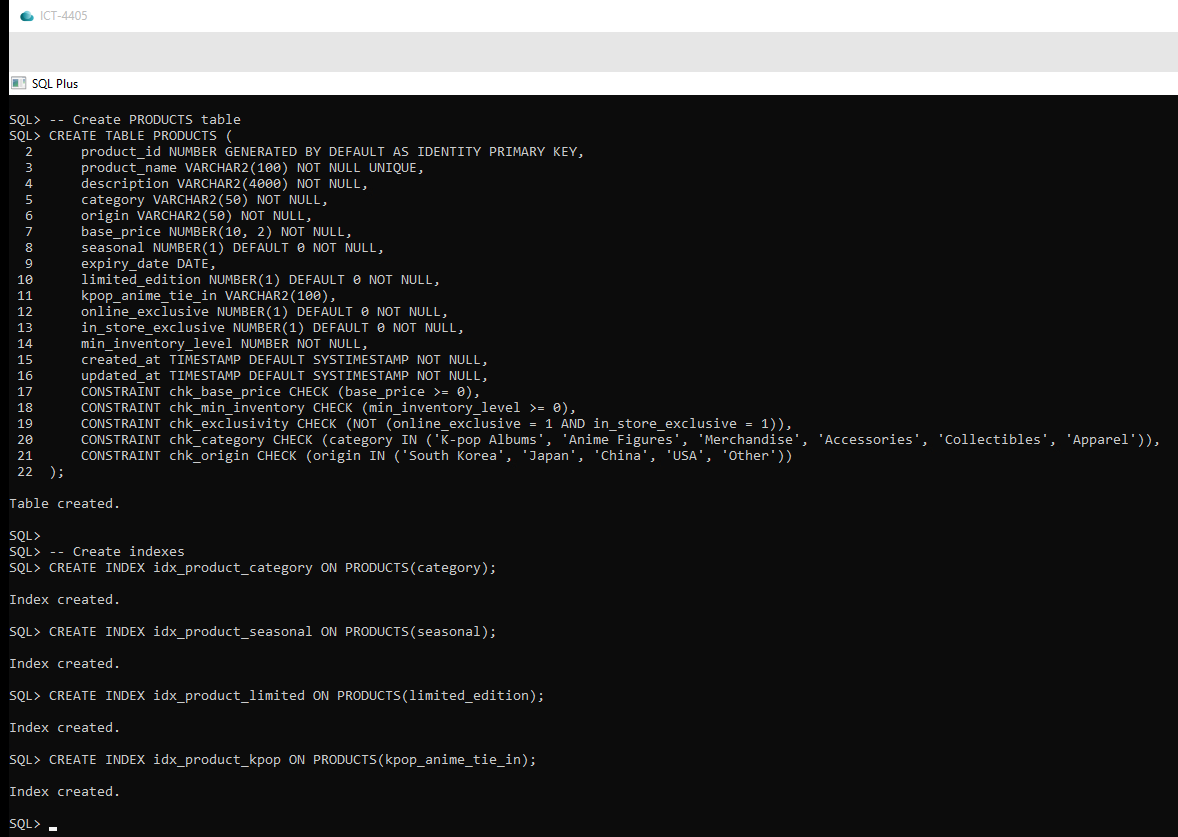 ICT-4405
SQL Plus
SQL> -- Create PRODUCTS table
SQL> CREATE TABLE PRODUCTS (
  2      product_id NUMBER GENERATED BY DEFAULT AS IDENTITY PRIMARY KEY,
  3      product_name VARCHAR2(100) NOT NULL UNIQUE,
  4      description VARCHAR2(4000) NOT NULL,
  5      category VARCHAR2(50) NOT NULL,
  6      origin VARCHAR2(50) NOT NULL,
  7      base_price NUMBER(10, 2) NOT NULL,
  8      seasonal NUMBER(1) DEFAULT 0 NOT NULL,
  9      expiry_date DATE,
 10      limited_edition NUMBER(1) DEFAULT 0 NOT NULL,
 11      kpop_anime_tie_in VARCHAR2(100),
 12      online_exclusive NUMBER(1) DEFAULT 0 NOT NULL,
 13      in_store_exclusive NUMBER(1) DEFAULT 0 NOT NULL,
 14      min_inventory_level NUMBER NOT NULL,
 15      created_at TIMESTAMP DEFAULT SYSTIMESTAMP NOT NULL,
 16      updated_at TIMESTAMP DEFAULT SYSTIMESTAMP NOT NULL,
 17      CONSTRAINT chk_base_price CHECK (base_price >= 0),
 18      CONSTRAINT chk_min_inventory CHECK (min_inventory_level >= 0),
 19      CONSTRAINT chk_exclusivity CHECK (NOT (online_exclusive = 1 AND in_store_exclusive = 1)),
 20      CONSTRAINT chk_category CHECK (category IN ('K-pop Albums', 'Anime Figures', 'Merchandise', 'Accessories', 'Collectibles', 'Apparel')),
 21      CONSTRAINT chk_origin CHECK (origin IN ('South Korea', 'Japan', 'China', 'USA', 'Other'))
 22  );
Table created.
SQL>
SQL> -- Create indexes
SQL> CREATE INDEX idx_product_category ON PRODUCTS(category);
Index created.
SQL> CREATE INDEX idx_product_seasonal ON PRODUCTS(seasonal);
Index created.
SQL> CREATE INDEX idx_product_limited ON PRODUCTS(limited_edition);
Index created.
SQL> CREATE INDEX idx_product_kpop ON PRODUCTS(kpop_anime_tie_in);
Index created.
SQL>